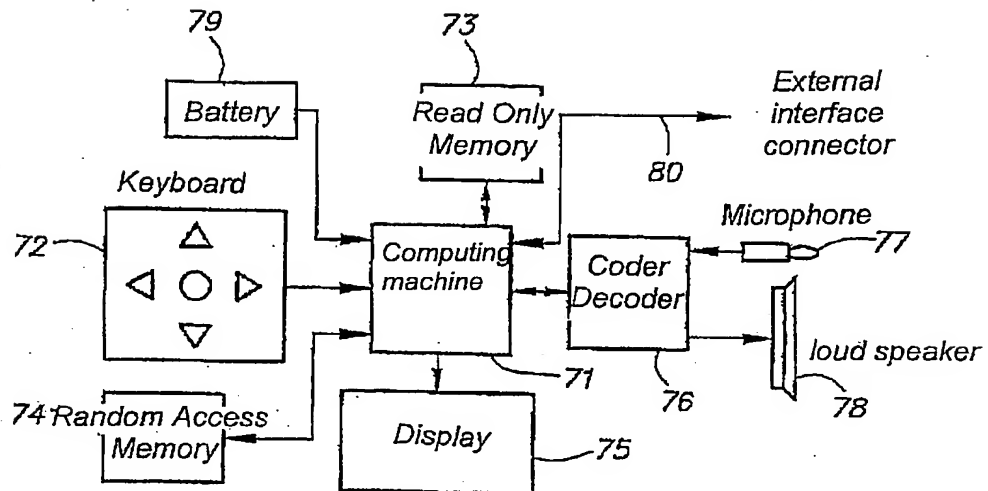 79
73
Battery
Read Only
Memory
External
interface
connector
80
Keyboard
72
Computing
machine
Coder
Decoder
Microphone
77
71
76
loud speaker
78
74 Random Access
Memory
Display
75